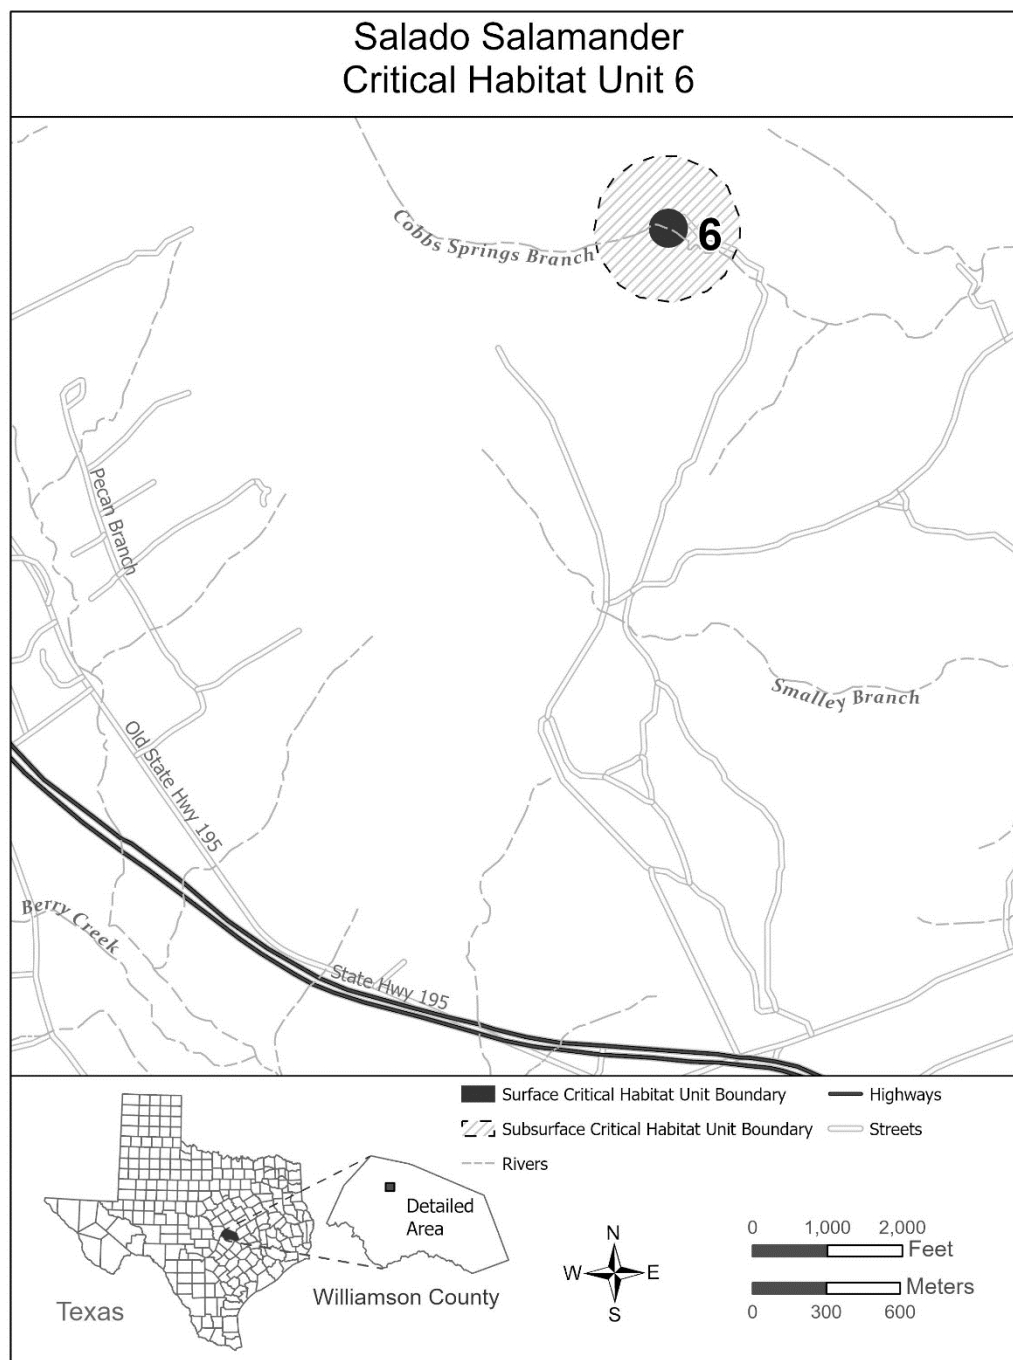 Salado Salamander
Critical Habitat Unit 6
Cobbs Springs Branch
6
Pecan Branch
Old State Hwy 195
Smalley Branch
Berry Creek
State Hwy 195
Surface Critical Habitat Unit Boundary
Highways
Subsurface Critical Habitat Unit Boundary
Streets
Rivers
Detailed
Area
Texas
Williamson County
N
W
E
S
0 1,000 2,000
Feet
Meters
0 300 600